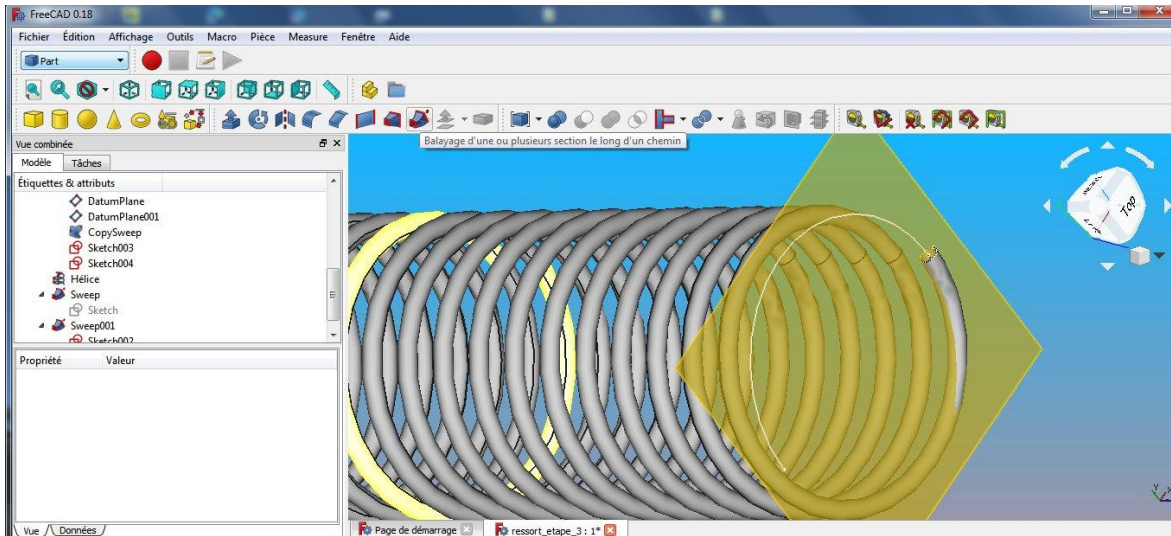 FreeCAD 0.18
Fichier Édition Affichage Outils Macro Pièce Measure Fenêtre Aide
Part
Balayage d'une ou plusieurs section le long d'un chemin
Vue combinée
Modèle Tâches
Étiquettes & attributs
DatumPlane
DatumPlane001
CopySweep
Sketch003
Sketch004
Hélice
Sweep
Sketch
Sweep001
Sketch002
Propriété Valeur
TOP
Y
Vue Données
Page de démarrage ressort_etape_3 : 1*